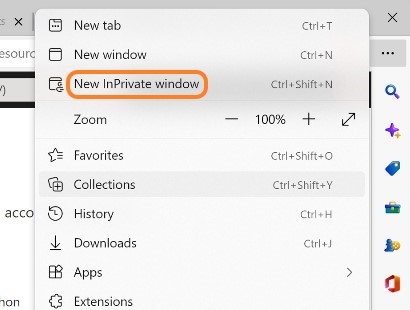 New tab Ctrl+T
New window Ctrl+N
esourc
New InPrivate window Ctrl+Shift+N
Zoom 100%
Favorites Ctrl+Shift+O
Collections Ctrl+Shift+Y
acco
History Ctrl+H
Downloads Ctrl+J
Apps
hon
Extensions